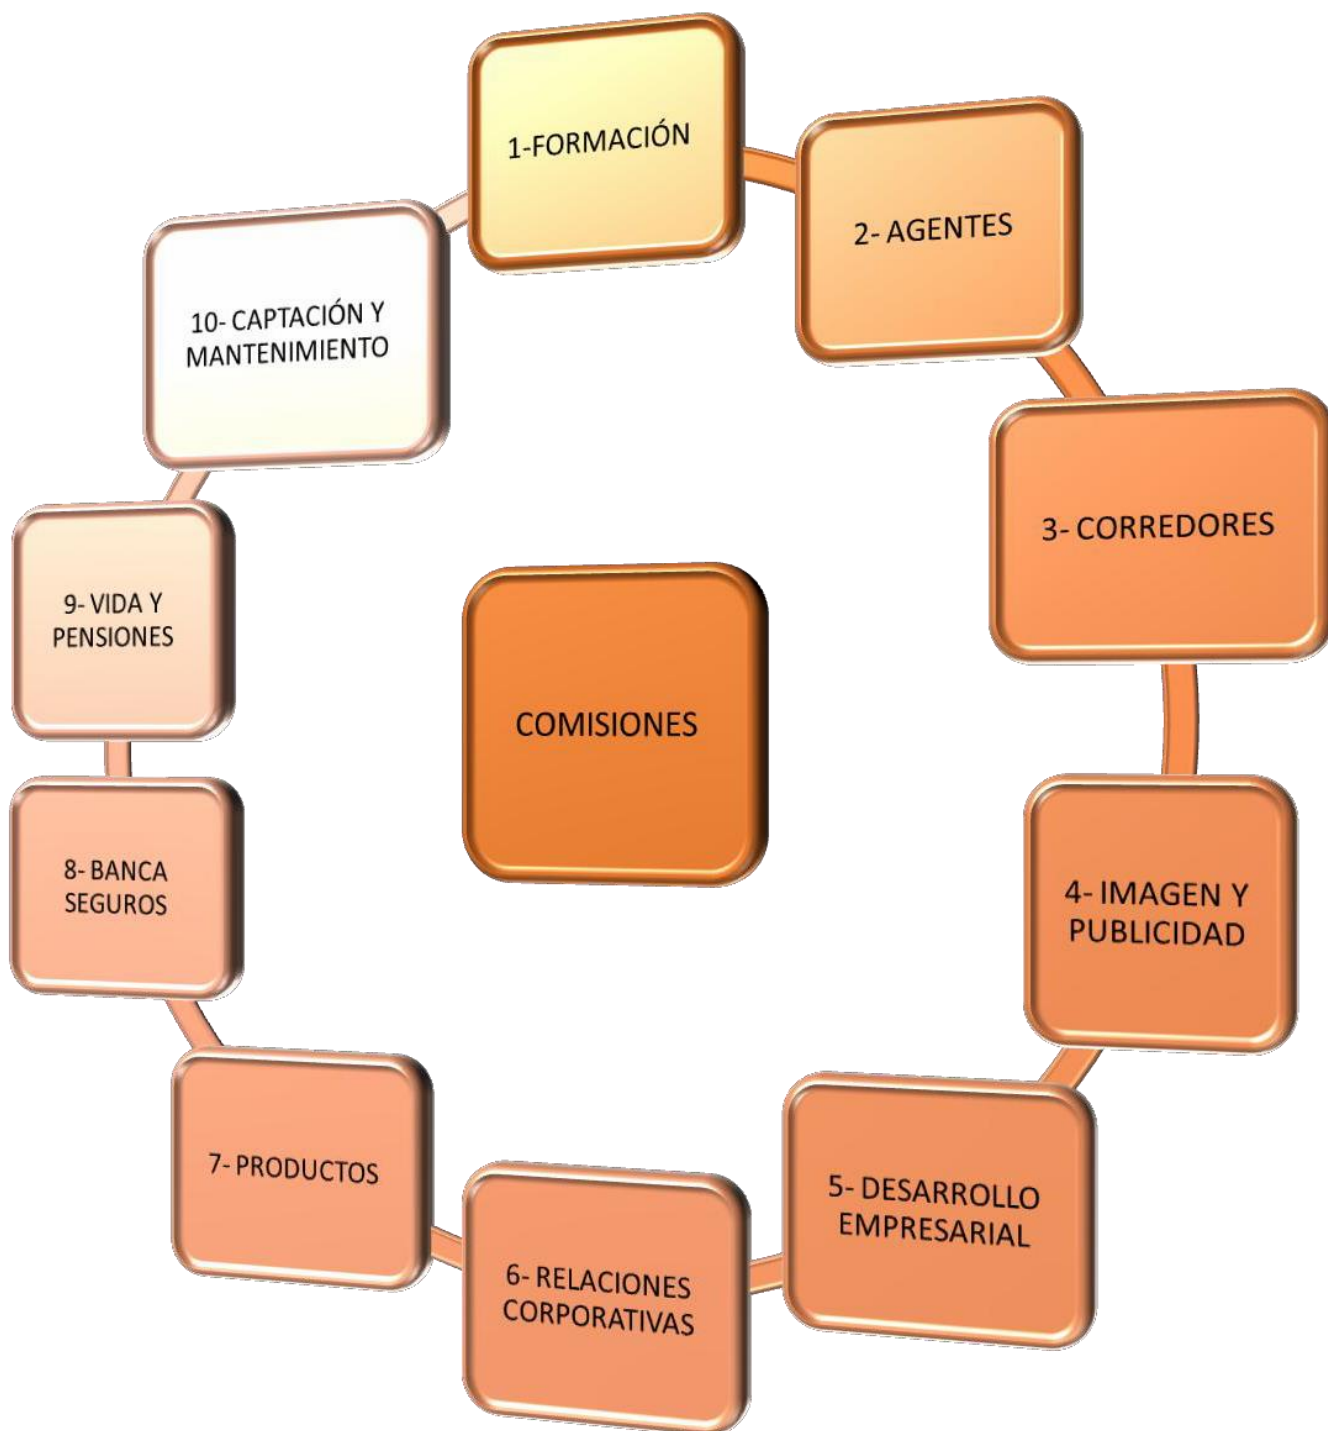 1-FORMACIÓN
2- AGENTES
3- CORREDORES
4- IMAGEN Y
PUBLICIDAD
5- DESARROLLO
EMPRESARIAL
6- RELACIONES
CORPORATIVAS
7- PRODUCTOS
8- BANCA
SEGUROS
9- VIDA Y
PENSIONES
10- CAPTACIÓN Y
MANTENIMIENTO
COMISIONES